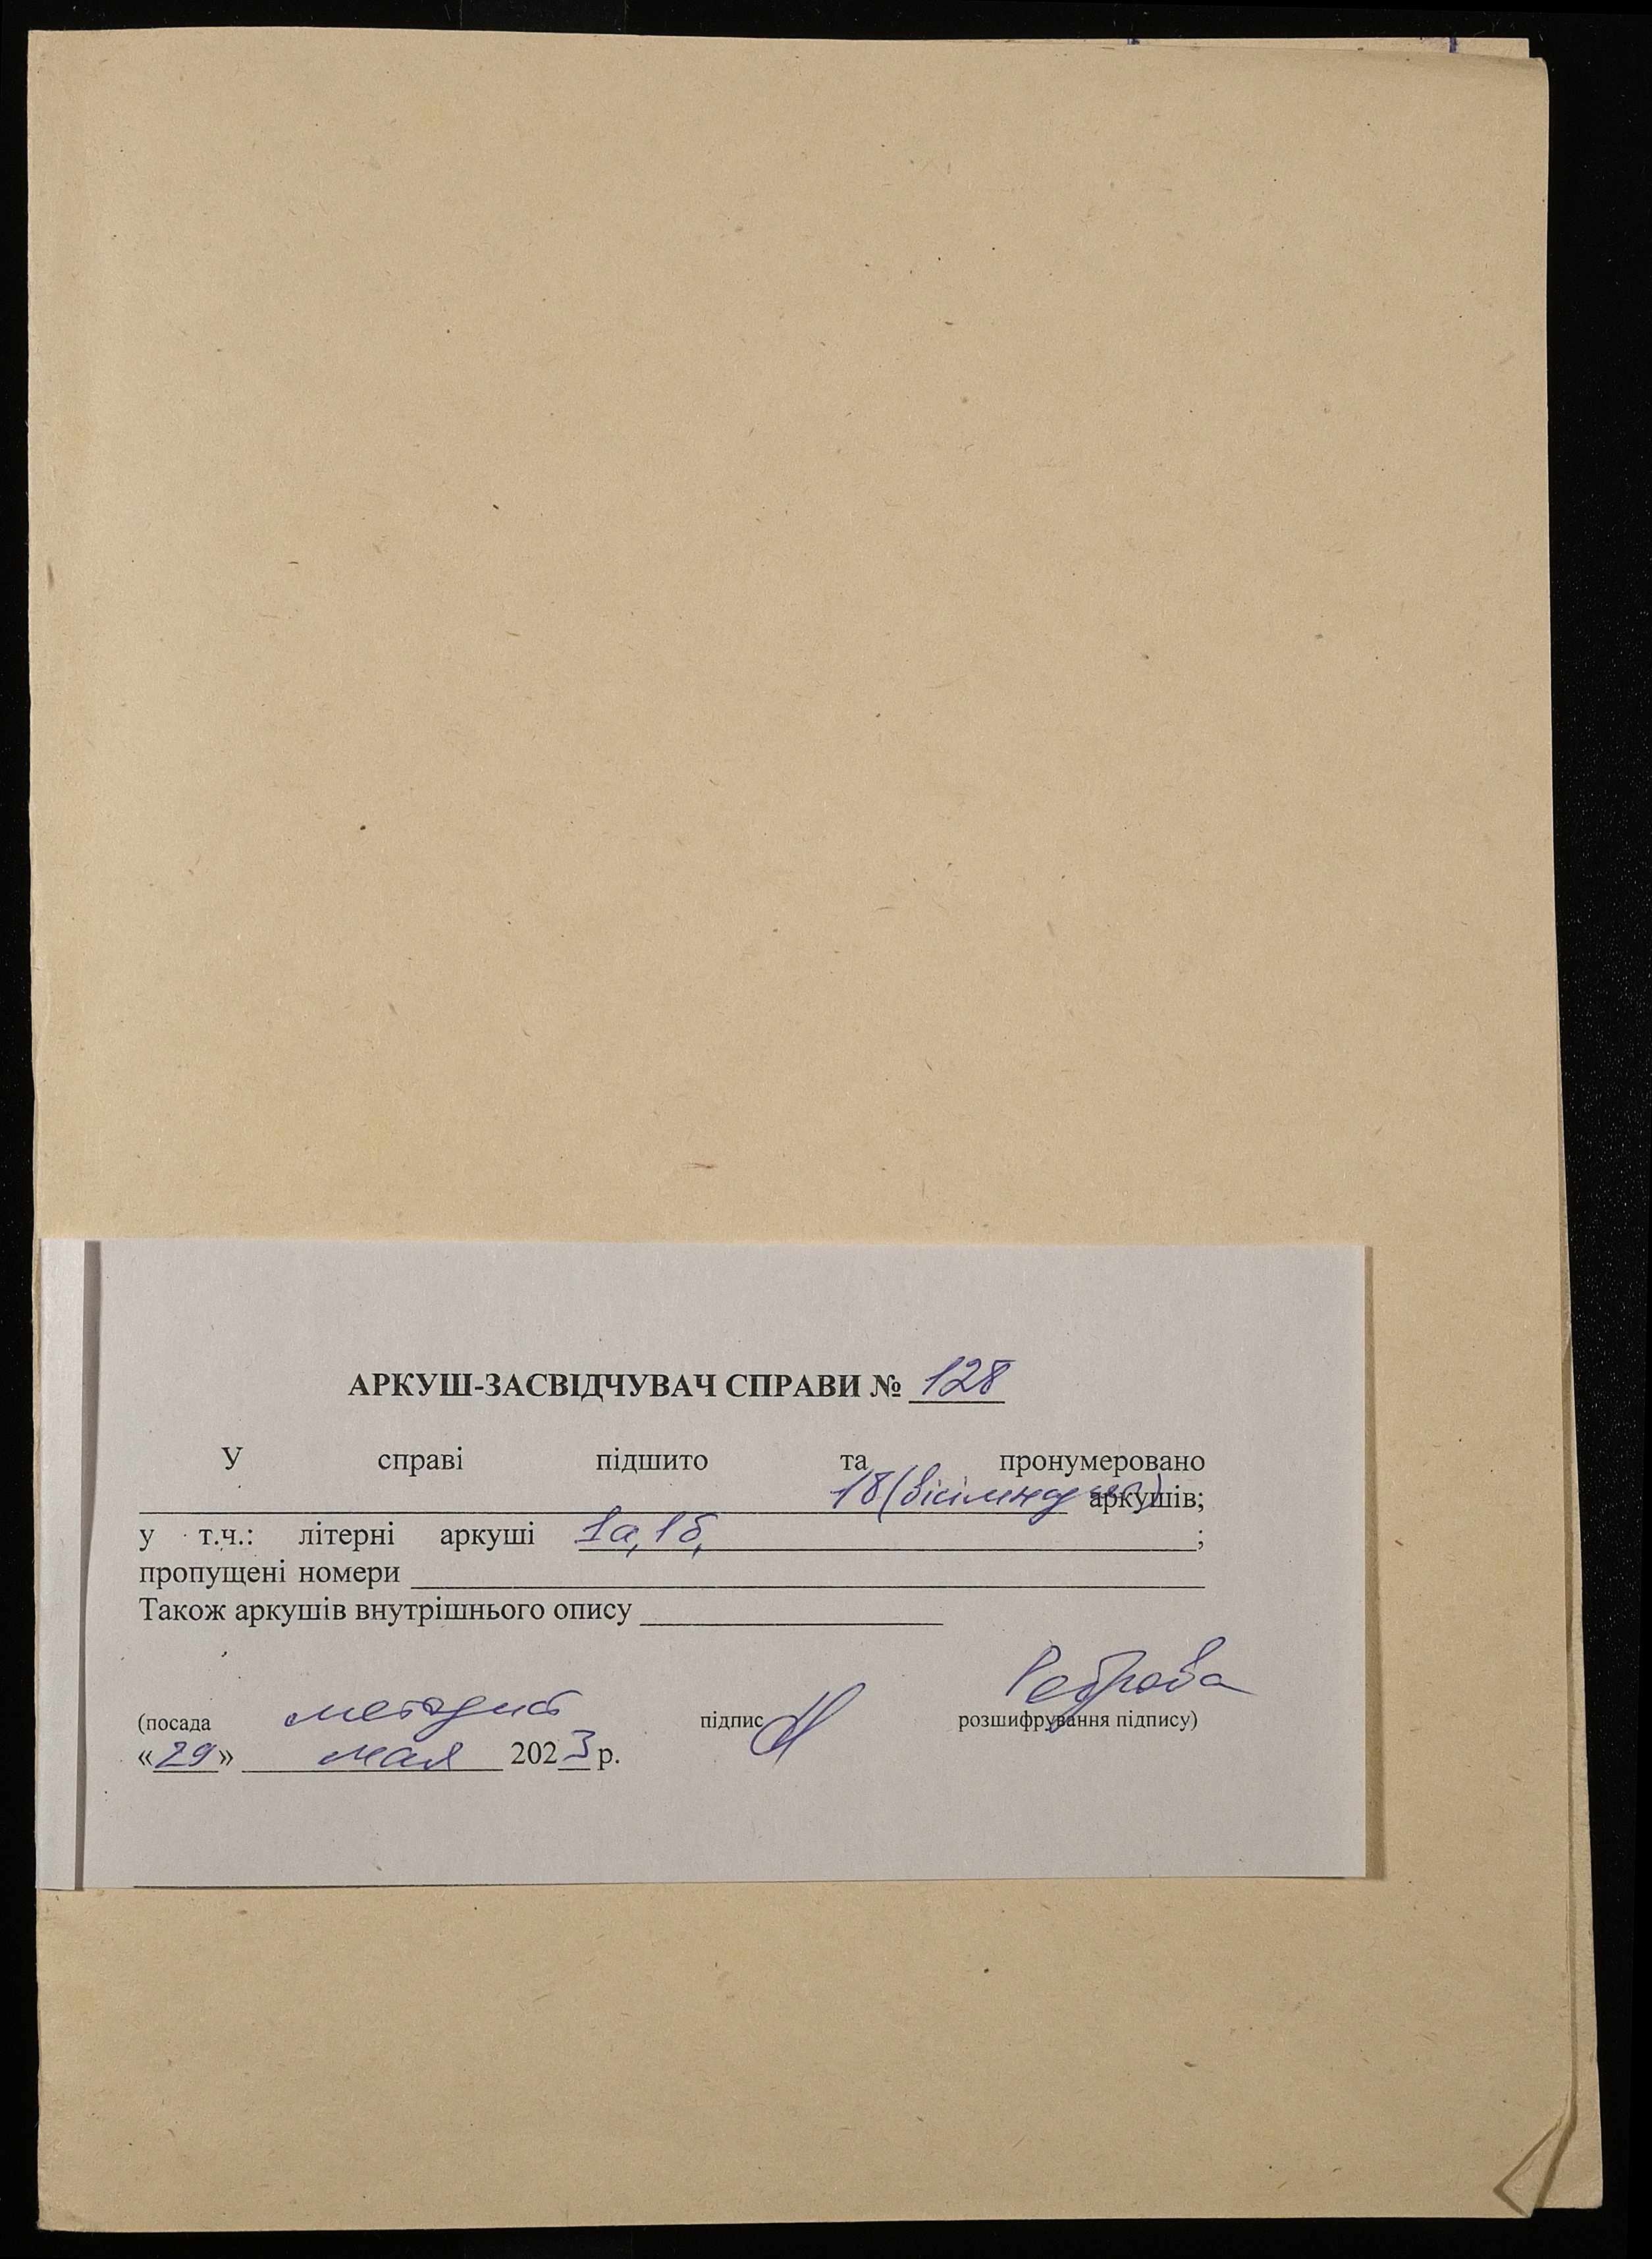 АРКУШ-ЗАСВІДЧУВАЧ СПРАВИ № 128
У справі підшито та пронумеровано
18 (вісімнадцять) аркушів;
у т.ч.: літерні аркуші 1а, 1б, ;
пропущені номери
Також аркушів внутрішнього опису
Реброва
(посада методист підпис розшифрування підпису)
«29» мая 2023 р.